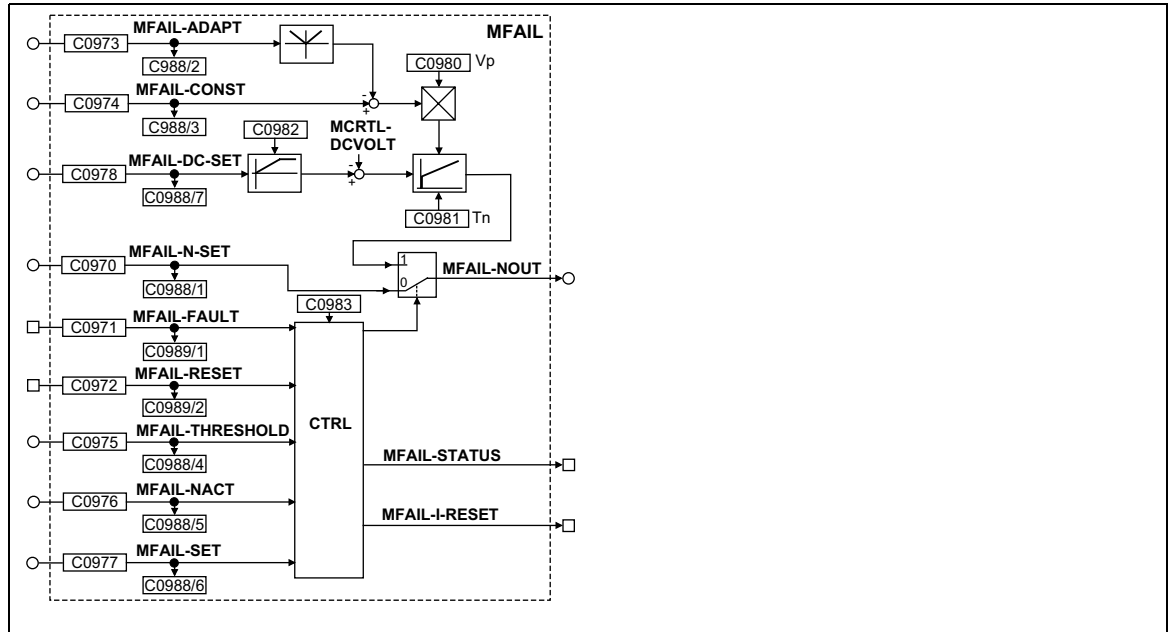 MFAIL
MFAIL-ADAPT
C0973
C988/2
C0980 Vp
MFAIL-CONST
C0974
C988/3
-
+
C0982
MCRTL-
DCVOLT
MFAIL-DC-SET
C0978
C0988/7
-
+
C0981 Tn
MFAIL-N-SET
C0970
C0988/1
1
0
MFAIL-NOUT
C0983
MFAIL-FAULT
C0971
C0989/1
MFAIL-RESET
C0972
C0989/2
CTRL
MFAIL-THRESHOLD
C0975
C0988/4
MFAIL-STATUS
MFAIL-NACT
C0976
C0988/5
MFAIL-I-RESET
MFAIL-SET
C0977
C0988/6